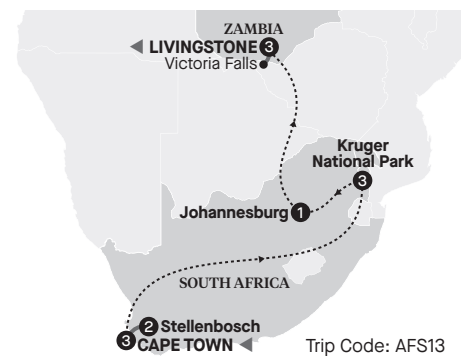 ZAMBIA
LIVINGSTONE 3
Victoria Falls
Kruger
National Park
3
Johannesburg 1
SOUTH AFRICA
2 Stellenbosch
3 CAPE TOWN
Trip Code: AFS13